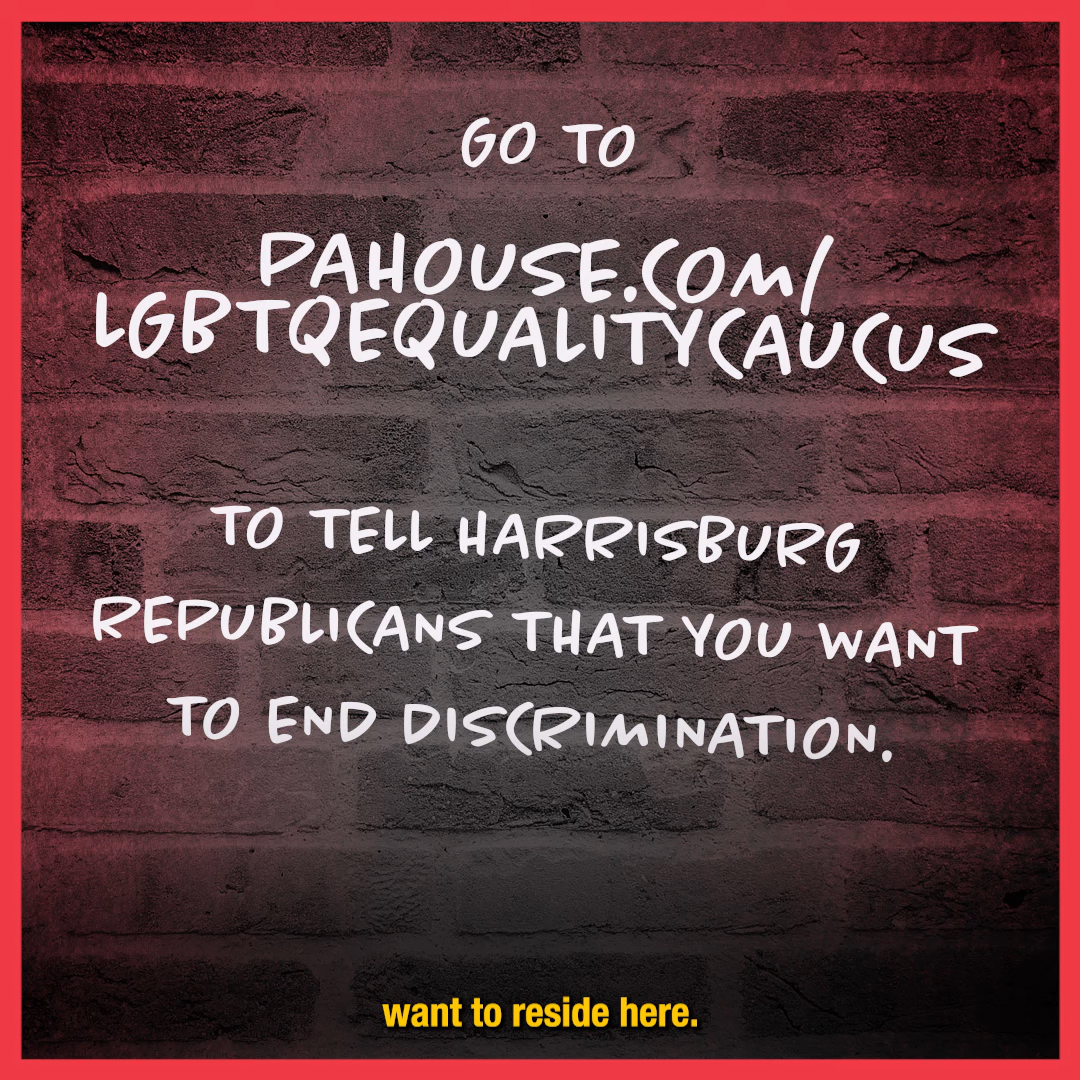 GO TO
PAHOUSE.COM/
LGBTQEQUALITYCAUCUS
TO TELL HARRISBURG
REPUBLICANS THAT YOU WANT
TO END DISCRIMINATION.
want to reside here.